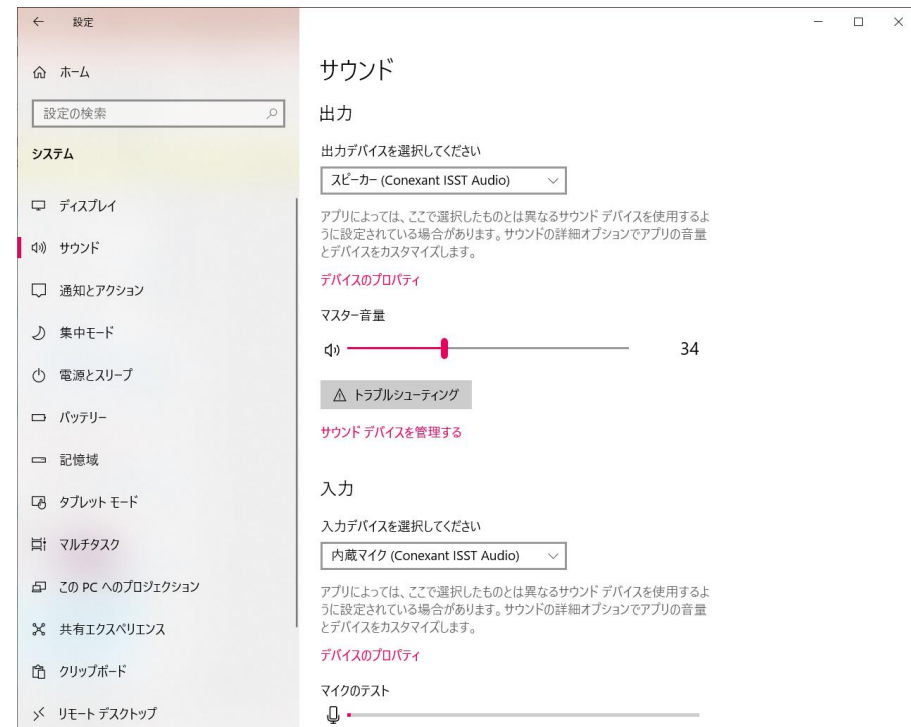 設定
ホーム
設定の検索
システム
ディスプレイ
サウンド
通知とアクション
集中モード
電源とスリープ
バッテリー
記憶域
タブレット モード
マルチタスク
この PC へのプロジェクション
共有エクスペリエンス
クリップボード
リモート デスクトップ
サウンド
出力
出力デバイスを選択してください
スピーカー (Conexant ISST Audio)
アプリによっては、ここで選択したものとは異なるサウンド デバイスを使用するよ
うに設定されている場合があります。サウンドの詳細オプションでアプリの音量
とデバイスをカスタマイズします。
デバイスのプロパティ
マスター音量
34
トラブルシューティング
サウンド デバイスを管理する
入力
入力デバイスを選択してください
内蔵マイク (Conexant ISST Audio)
アプリによっては、ここで選択したものとは異なるサウンド デバイスを使用するよ
うに設定されている場合があります。サウンドの詳細オプションでアプリの音量
とデバイスをカスタマイズします。
デバイスのプロパティ
マイクのテスト